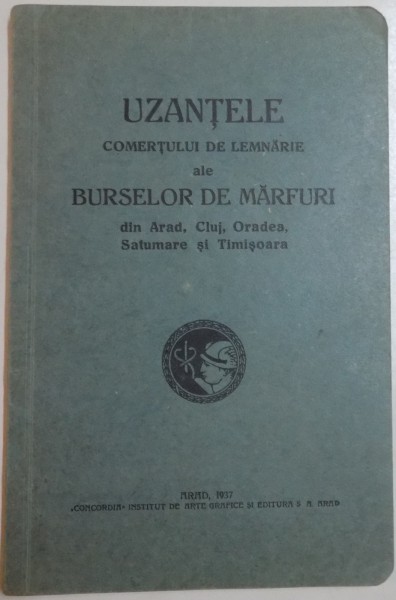 UZANȚELE
COMERȚULUI DE LEMNĂRIE
ale
BURSELOR DE MĂRFURI
din Arad, Cluj, Oradea,
Satumare și Timișoara
ARAD, 1937
„CONCORDIA” INSTITUT DE ARTE GRAFICE ȘI EDITURA S. A. ARAD